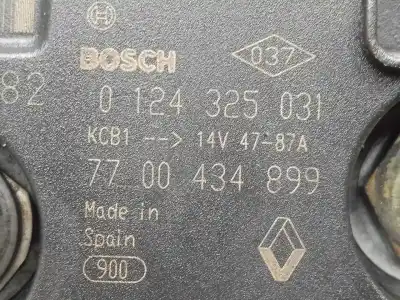 BOSCH 037
82 0 124 325 031
KCB1 --> 14V 47-87A
77 00 434 899
Made in
Spain
900